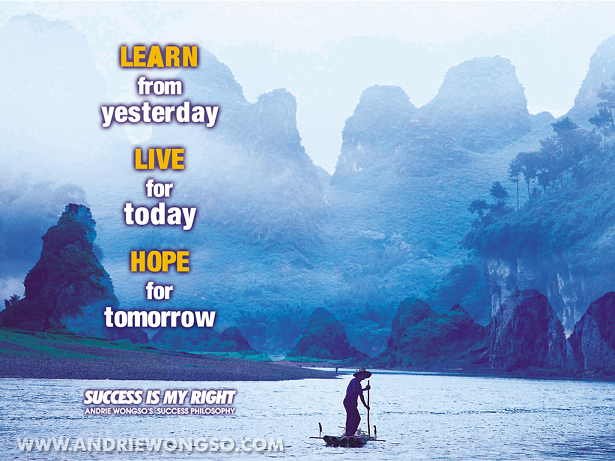 LEARN
from
yesterday
LIVE
for
today
HOPE
for
tomorrow
SUCCESS IS MY RIGHT
ANDRIE WONGSO'S SUCCESS PHILOSOPHY
WWW.ANDRIEWONGSO.COM